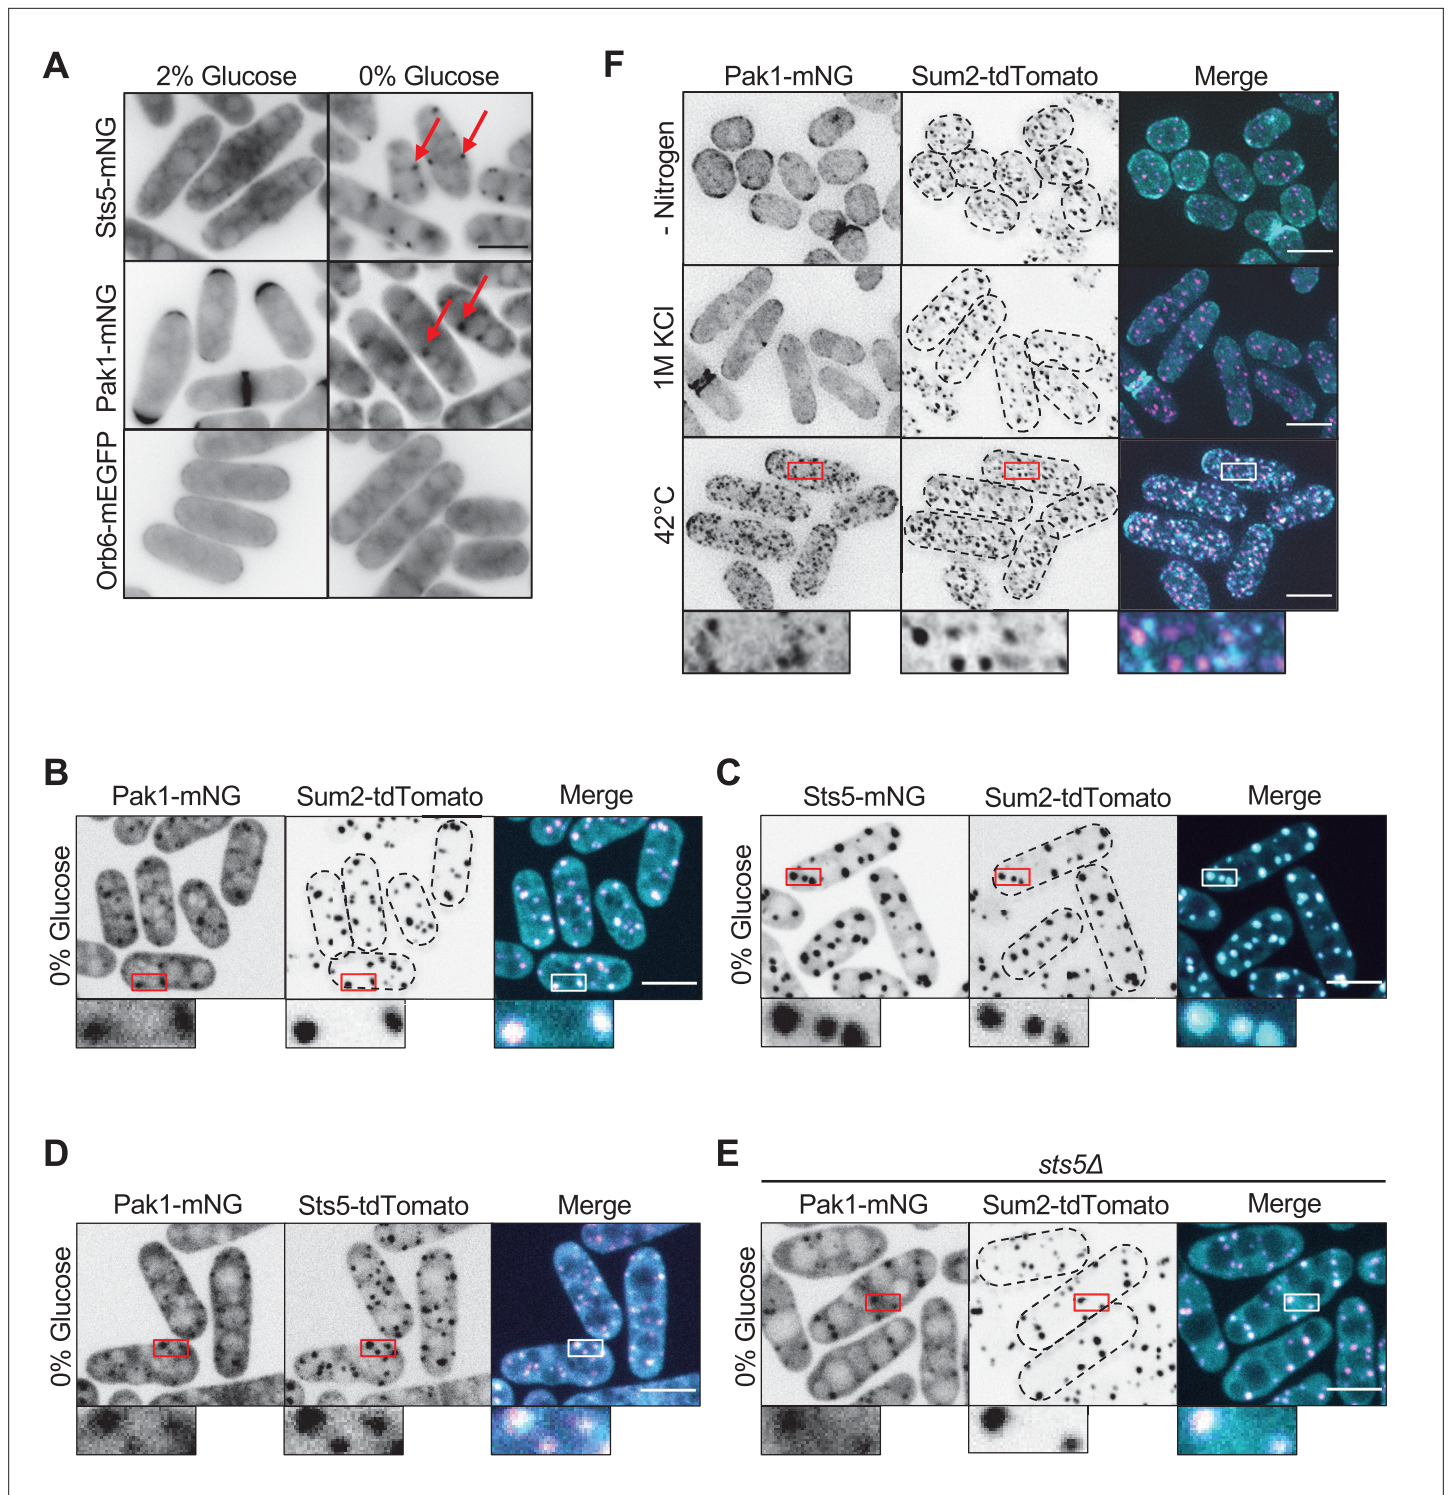 A
2% Glucose
0% Glucose
Sts5-mNG
Pak1-mNG
Orb6-mEGFP
F
Pak1-mNG
Sum2-tdTomato
Merge
- Nitrogen
1M KCl
42°C
B
Pak1-mNG
Sum2-tdTomato
Merge
0% Glucose
C
Sts5-mNG
Sum2-tdTomato
Merge
0% Glucose
D
Pak1-mNG
Sts5-tdTomato
Merge
0% Glucose
E
sts5Δ
Pak1-mNG
Sum2-tdTomato
Merge
0% Glucose